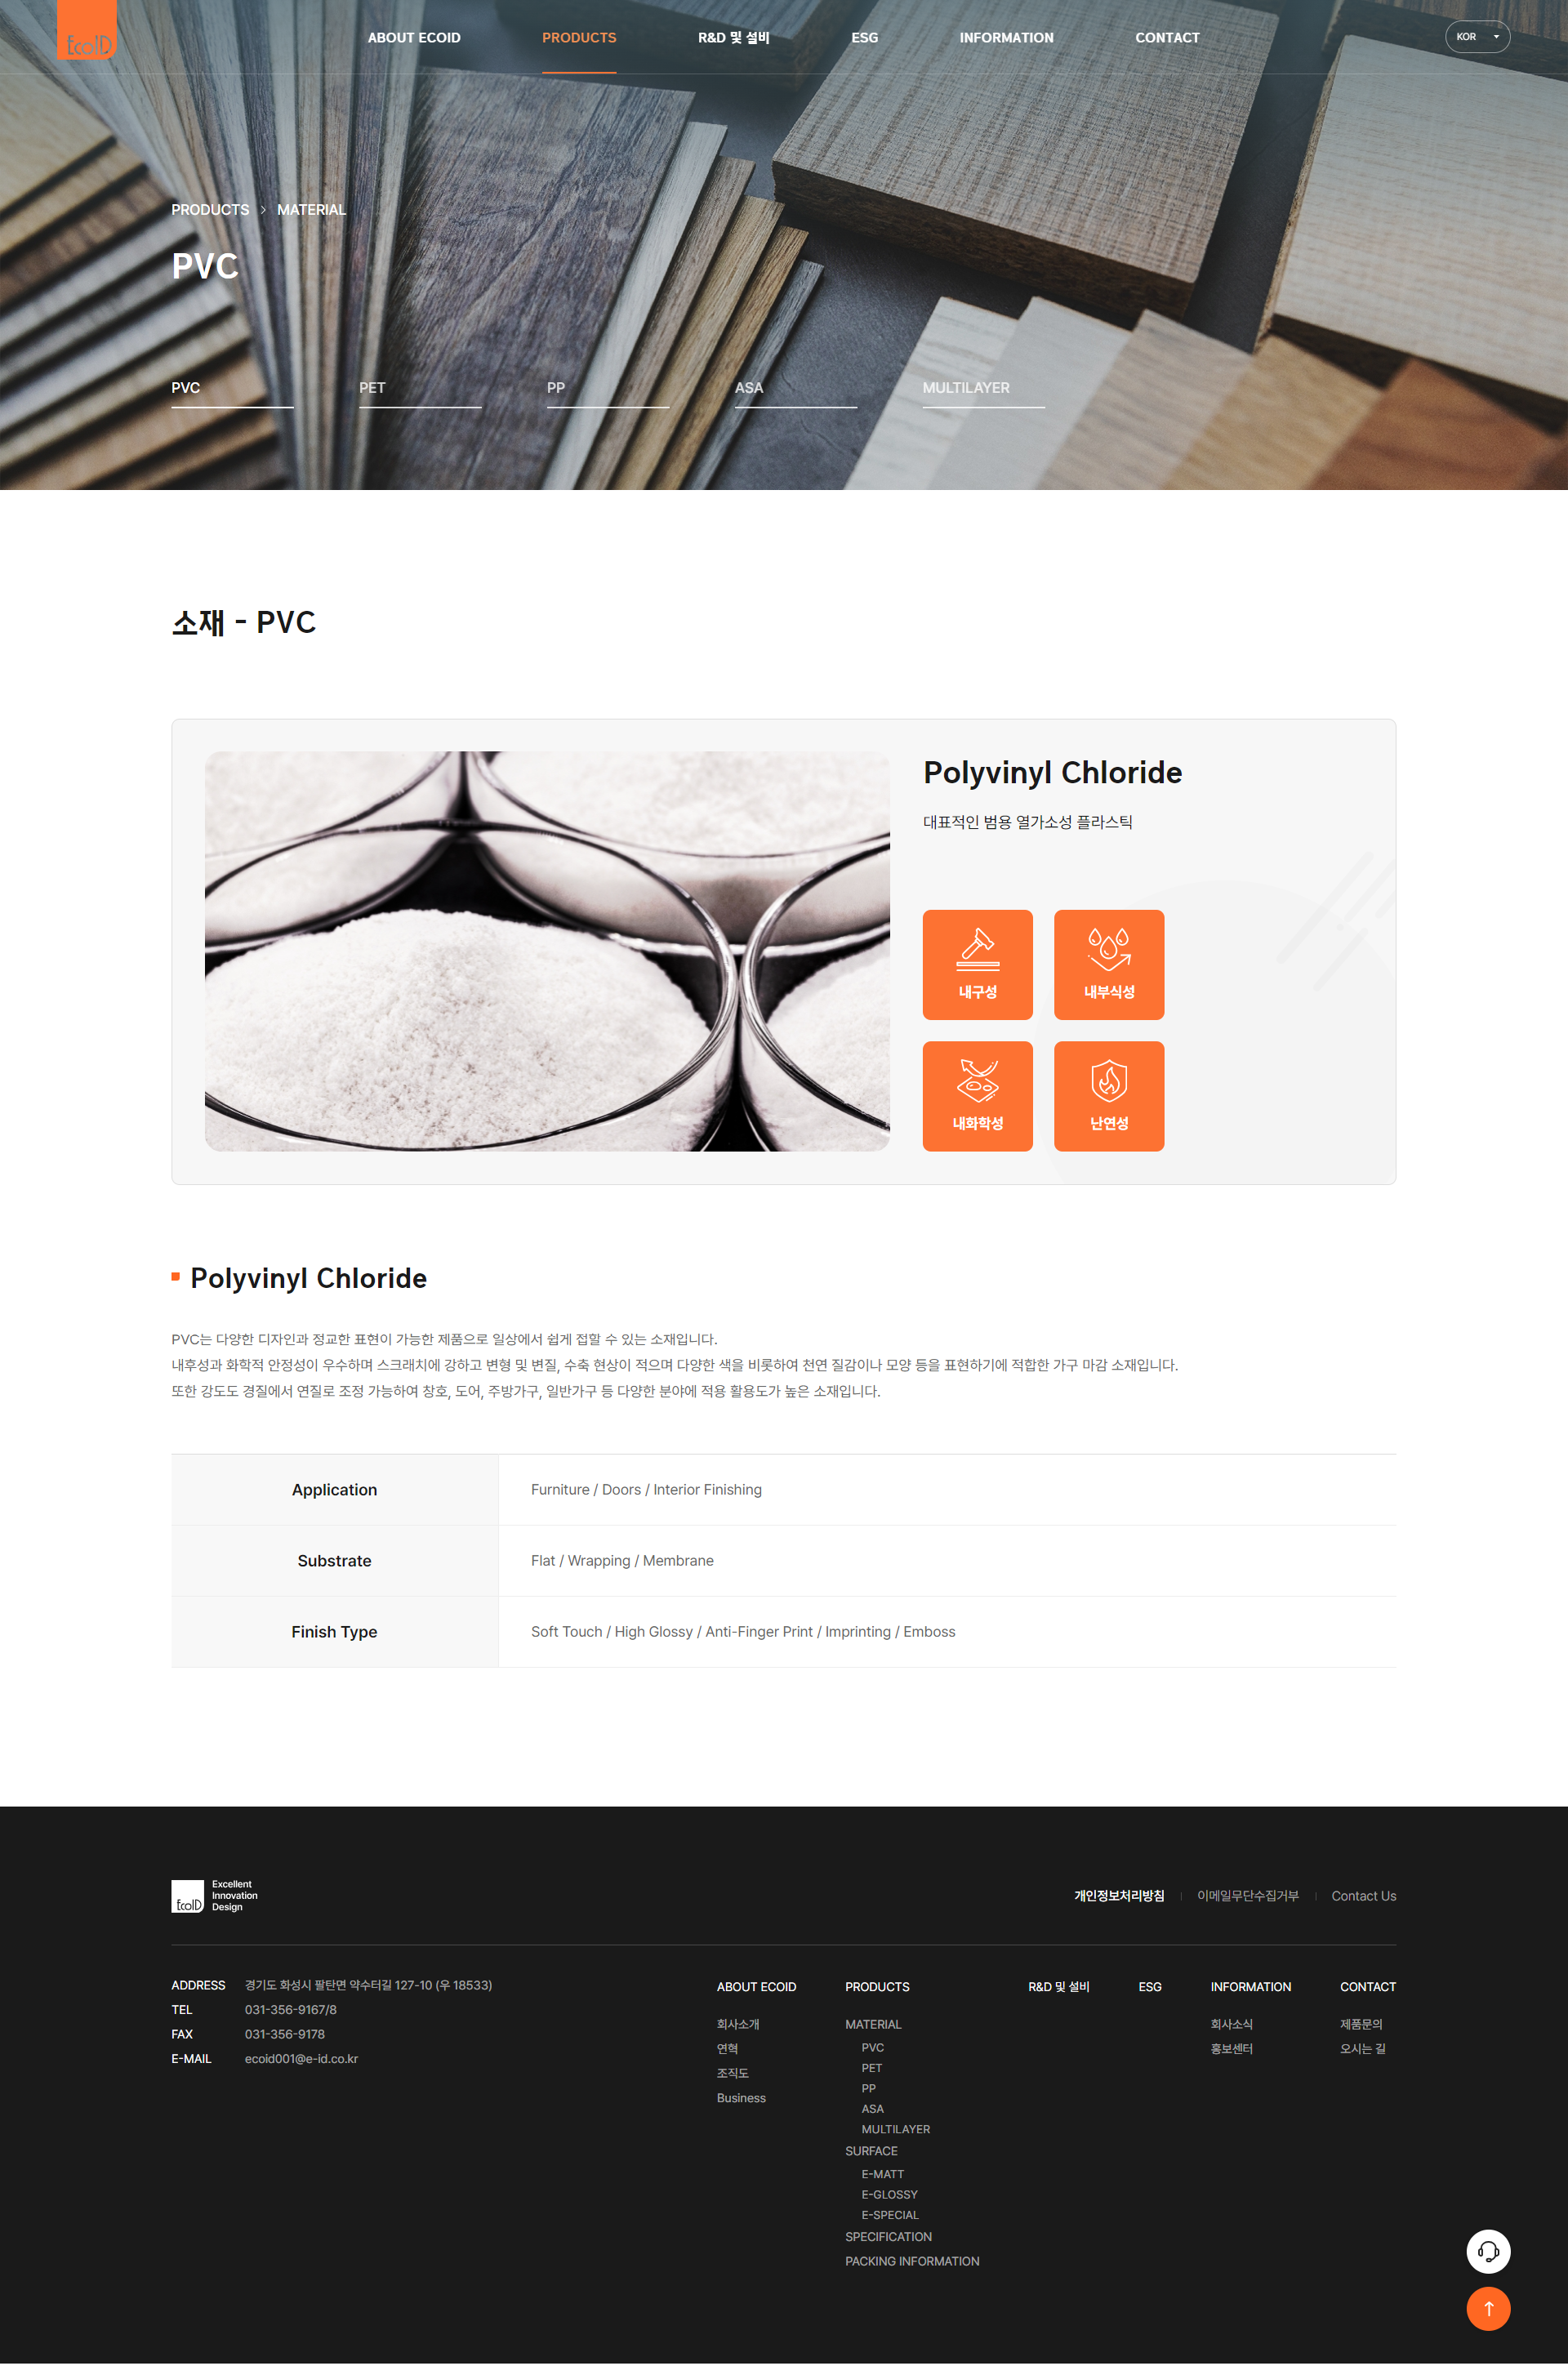 EcoID
ABOUT ECOID
PRODUCTS
R&D 및 설비
ESG
INFORMATION
CONTACT
KOR
PRODUCTS > MATERIAL
PVC
PVC
PET
PP
ASA
MULTILAYER
소재 - PVC
Polyvinyl Chloride
대표적인 범용 열가소성 플라스틱
내구성
내부식성
내화학성
난연성
Polyvinyl Chloride
PVC는 다양한 디자인과 정교한 표현이 가능한 제품으로 일상에서 쉽게 접할 수 있는 소재입니다.
내후성과 화학적 안정성이 우수하며 스크래치에 강하고 변형 및 변질, 수축 현상이 적으며 다양한 색을 비롯하여 천연 질감이나 모양 등을 표현하기에 적합한 가구 마감 소재입니다.
또한 강도도 경질에서 연질로 조정 가능하여 창호, 도어, 주방가구, 일반가구 등 다양한 분야에 적용 활용도가 높은 소재입니다.
Application
Furniture / Doors / Interior Finishing
Substrate
Flat / Wrapping / Membrane
Finish Type
Soft Touch / High Glossy / Anti-Finger Print / Imprinting / Emboss
EcoID
Excellent
Innovation
Design
개인정보처리방침
이메일무단수집거부
Contact Us
ADDRESS 경기도 화성시 팔탄면 약수터길 127-10 (우 18533)
TEL 031-356-9167/8
FAX 031-356-9178
E-MAIL ecoid001@e-id.co.kr
ABOUT ECOID
회사소개
연혁
조직도
Business
PRODUCTS
MATERIAL
PVC
PET
PP
ASA
MULTILAYER
SURFACE
E-MATT
E-GLOSSY
E-SPECIAL
SPECIFICATION
PACKING INFORMATION
R&D 및 설비
ESG
INFORMATION
회사소식
홍보센터
CONTACT
제품문의
오시는 길